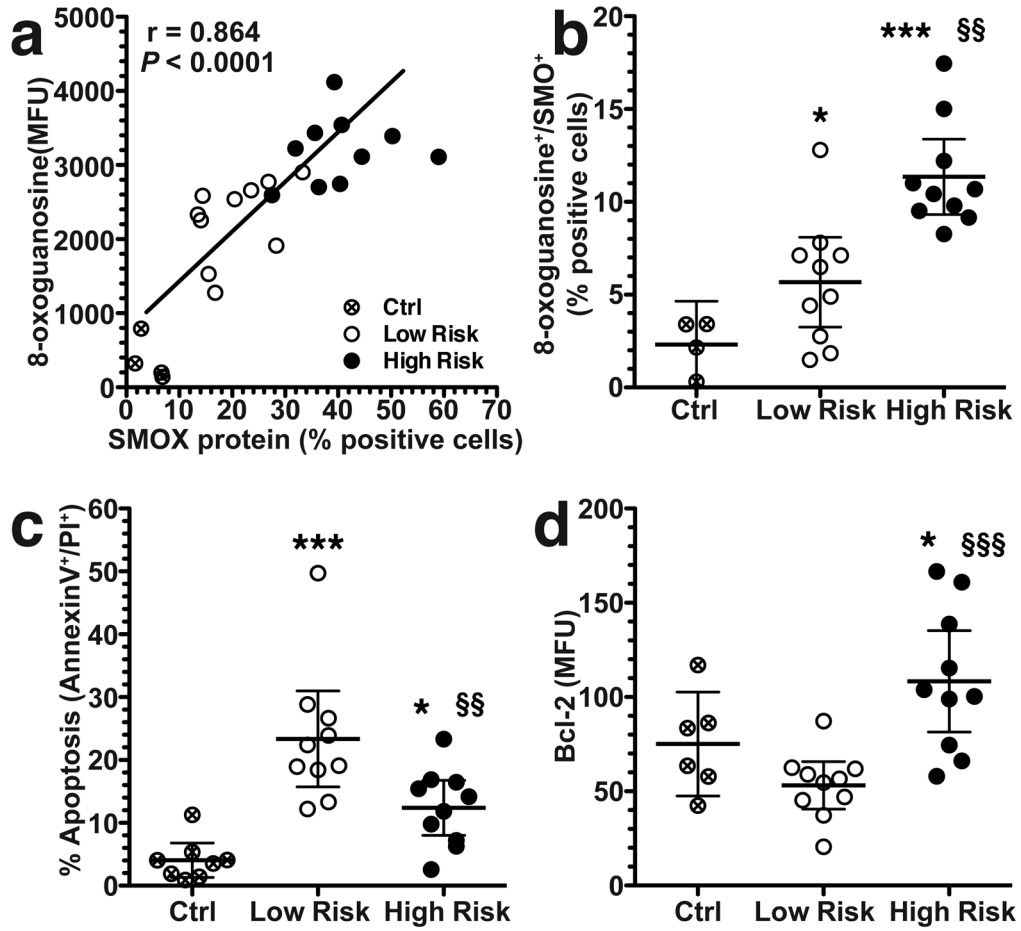 a
r = 0.864
P < 0.0001
8-oxoguanosine(MFU)
5000
4000
3000
2000
1000
0
Ctrl
Low Risk
High Risk
0 10 20 30 40 50 60 70
SMOX protein (% positive cells)
b
8-oxoguanosine⁺/SMO⁺
(% positive cells)
20
15
10
5
0
*
*** §§
Ctrl Low Risk High Risk
c
% Apoptosis (AnnexinV⁺/PI⁺)
60
50
40
30
20
10
0
***
* §§
Ctrl Low Risk High Risk
d
Bcl-2 (MFU)
200
150
100
50
0
* §§§
Ctrl Low Risk High Risk